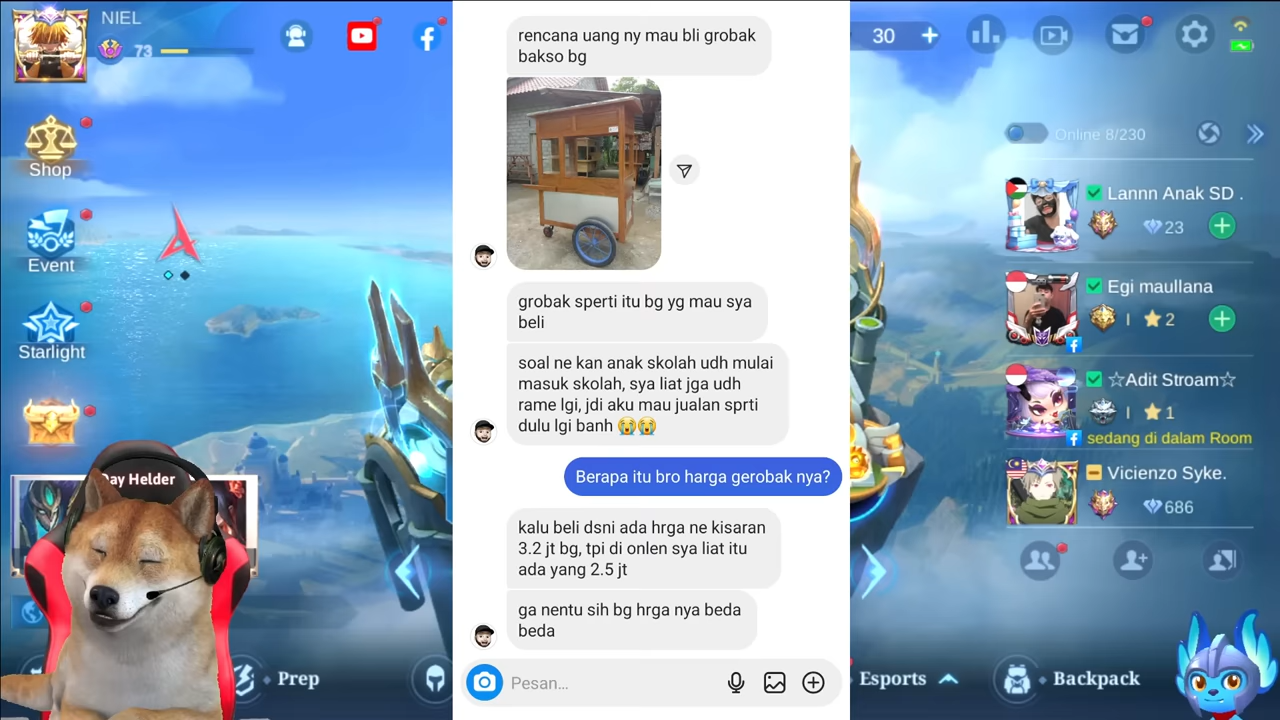 NIEL
73
Shop
Event
Starlight
Day Helder
Prep
rencana uang ny mau bli grobak
bakso bg
grobak sperti itu bg yg mau sya
beli
soal ne kan anak skolah udh mulai
masuk skolah, sya liat jga udh
rame lgi, jdi aku mau jualan sprti
dulu lgi banh 😭😭
Berapa itu bro harga gerobak nya?
kalu beli dsni ada hrga ne kisaran
3.2 jt bg, tpi di onlen sya liat itu
ada yang 2.5 jt
ga nentu sih bg hrga nya beda
beda
Pesan...
30
Online 8/230
Lannn Anak SD .
23
Egi maullana
I ★2
☆Adit Stroam☆
I ★1
sedang di dalam Room
Vicienzo Syke.
686
Esports
Backpack